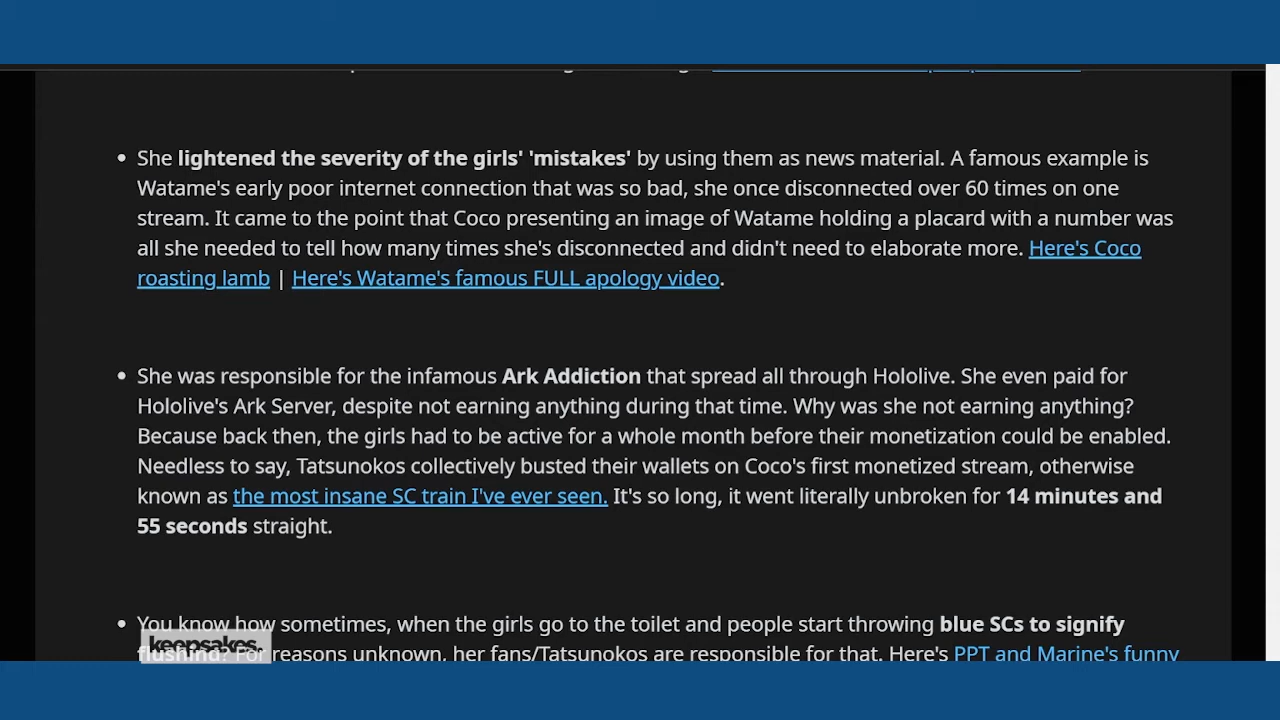 She lightened the severity of the girls' 'mistakes' by using them as news material. A famous example is
Watame's early poor internet connection that was so bad, she once disconnected over 60 times on one
stream. It came to the point that Coco presenting an image of Watame holding a placard with a number was
all she needed to tell how many times she's disconnected and didn't need to elaborate more. Here's Coco
roasting lamb | Here's Watame's famous FULL apology video.
She was responsible for the infamous Ark Addiction that spread all through Hololive. She even paid for
Hololive's Ark Server, despite not earning anything during that time. Why was she not earning anything?
Because back then, the girls had to be active for a whole month before their monetization could be enabled.
Needless to say, Tatsunokos collectively busted their wallets on Coco's first monetized stream, otherwise
known as the most insane SC train I've ever seen. It's so long, it went literally unbroken for 14 minutes and
55 seconds straight.
You know how sometimes, when the girls go to the toilet and people start throwing blue SCs to signify
keepsakes.
flushing? For reasons unknown, her fans/Tatsunokos are responsible for that. Here's PPT and Marine's funny